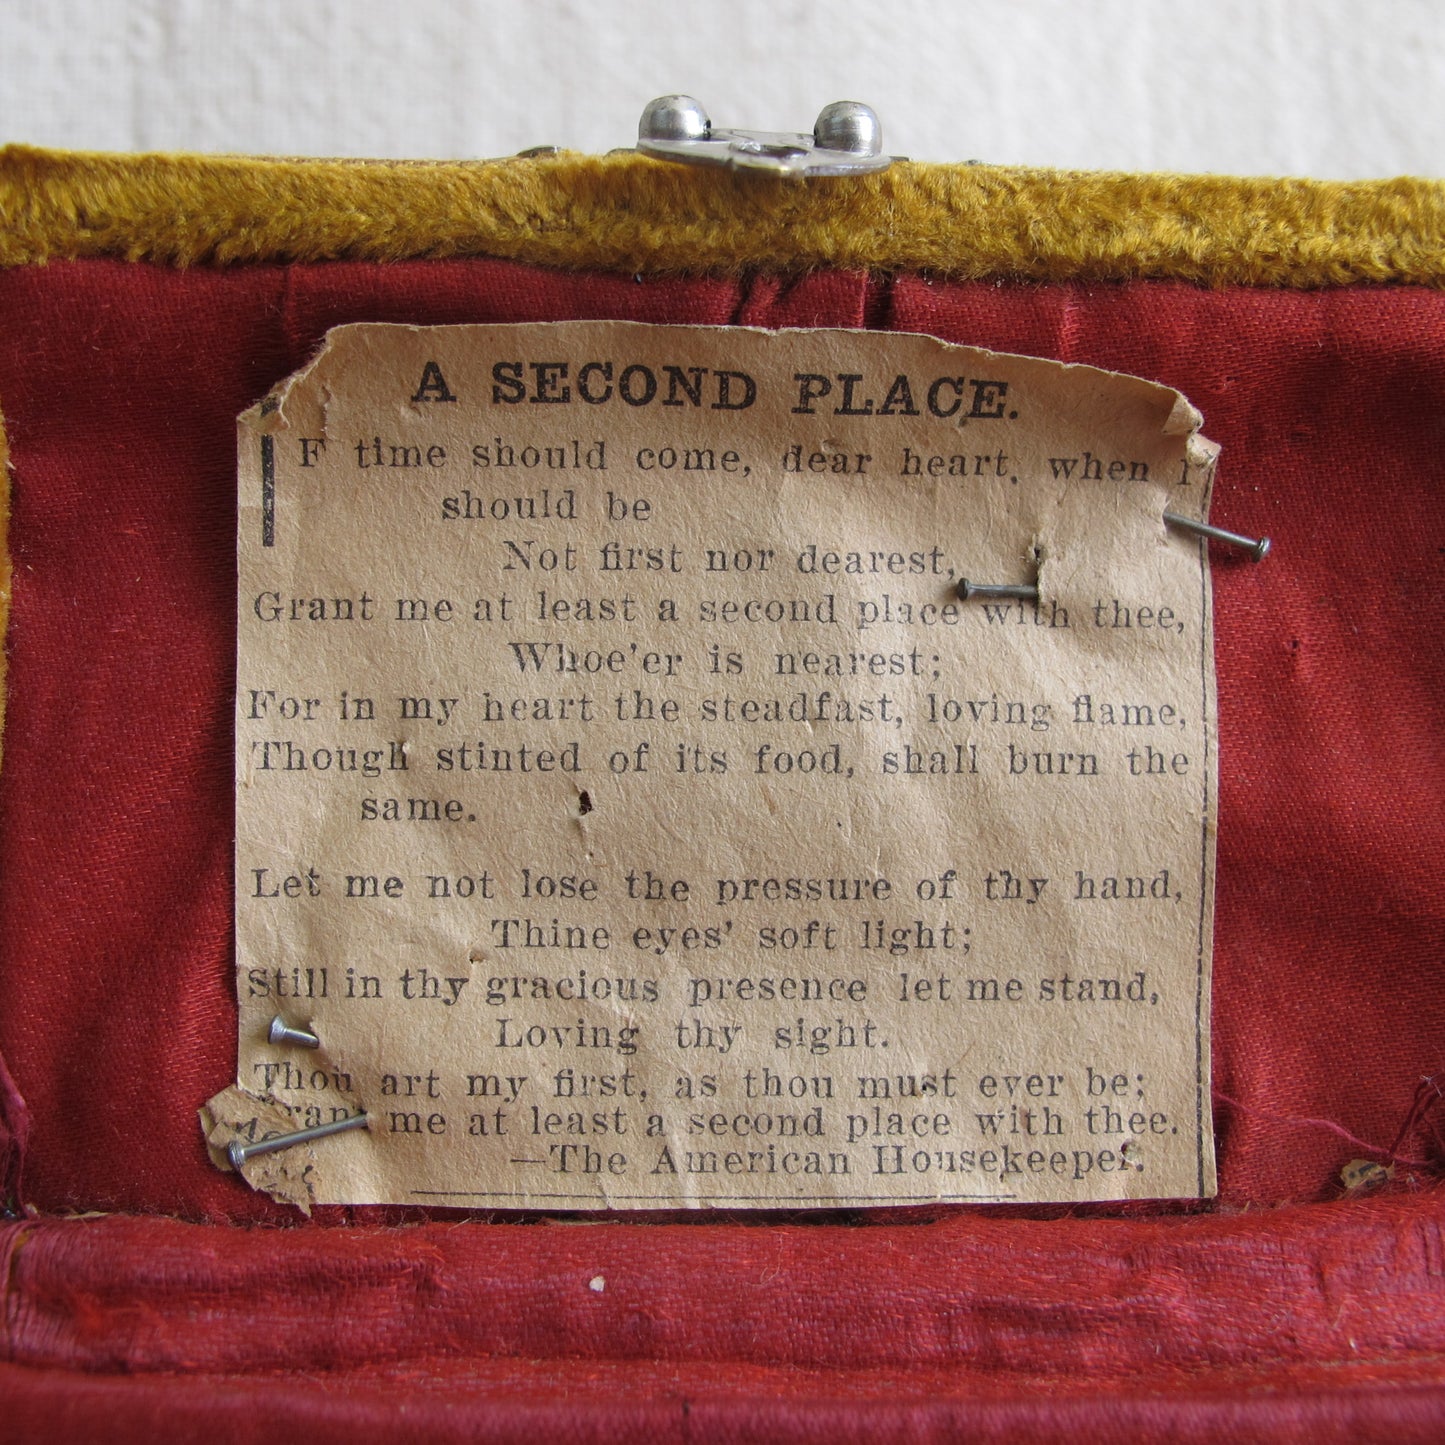 A SECOND PLACE.
IF time should come, dear heart, when I
should be
Not first nor dearest,
Grant me at least a second place with thee,
Whoe'er is nearest;
For in my heart the steadfast, loving flame,
Though stinted of its food, shall burn the
same.
Let me not lose the pressure of thy hand,
Thine eyes' soft light;
Still in thy gracious presence let me stand,
Loving thy sight.
Thou art my first, as thou must ever be;
Grant me at least a second place with thee.
—The American Housekeeper.